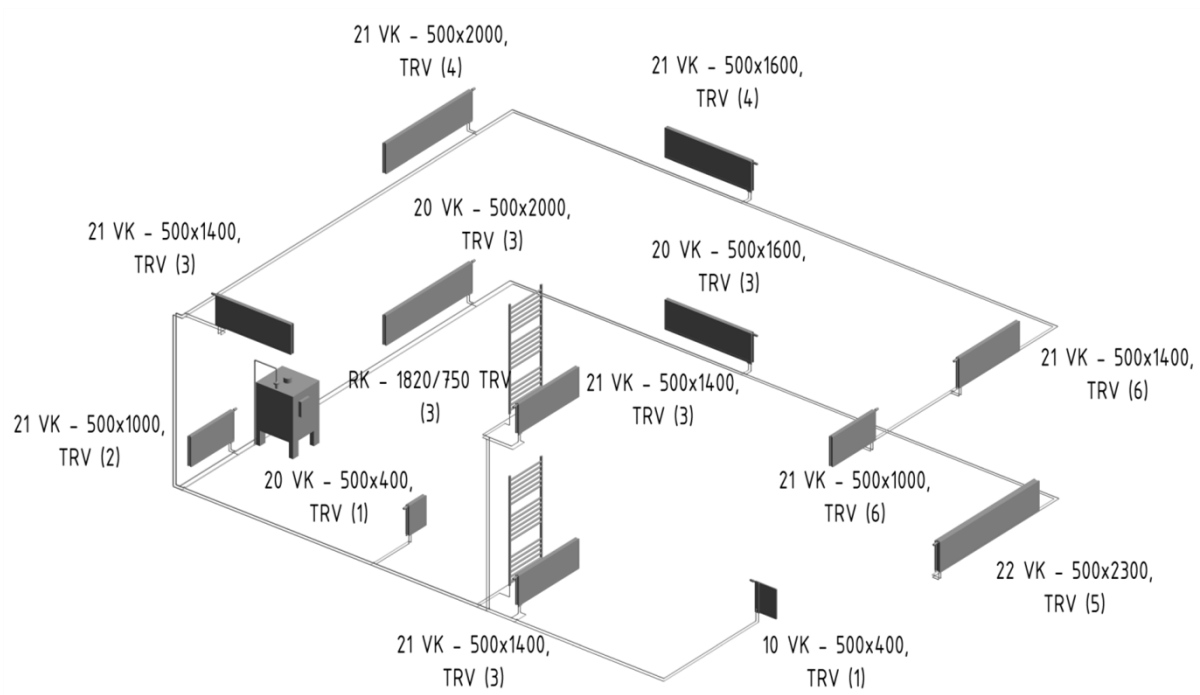 21 VK - 500x2000,
TRV (4)
21 VK - 500x1600,
TRV (4)
21 VK - 500x1400,
TRV (3)
20 VK - 500x2000,
TRV (3)
20 VK - 500x1600,
TRV (3)
RK - 1820/750 TRV
(3)
21 VK - 500x1400,
TRV (3)
21 VK - 500x1400,
TRV (6)
21 VK - 500x1000,
TRV (2)
20 VK - 500x400,
TRV (1)
21 VK - 500x1000,
TRV (6)
22 VK - 500x2300,
TRV (5)
21 VK - 500x1400,
TRV (3)
10 VK - 500x400,
TRV (1)